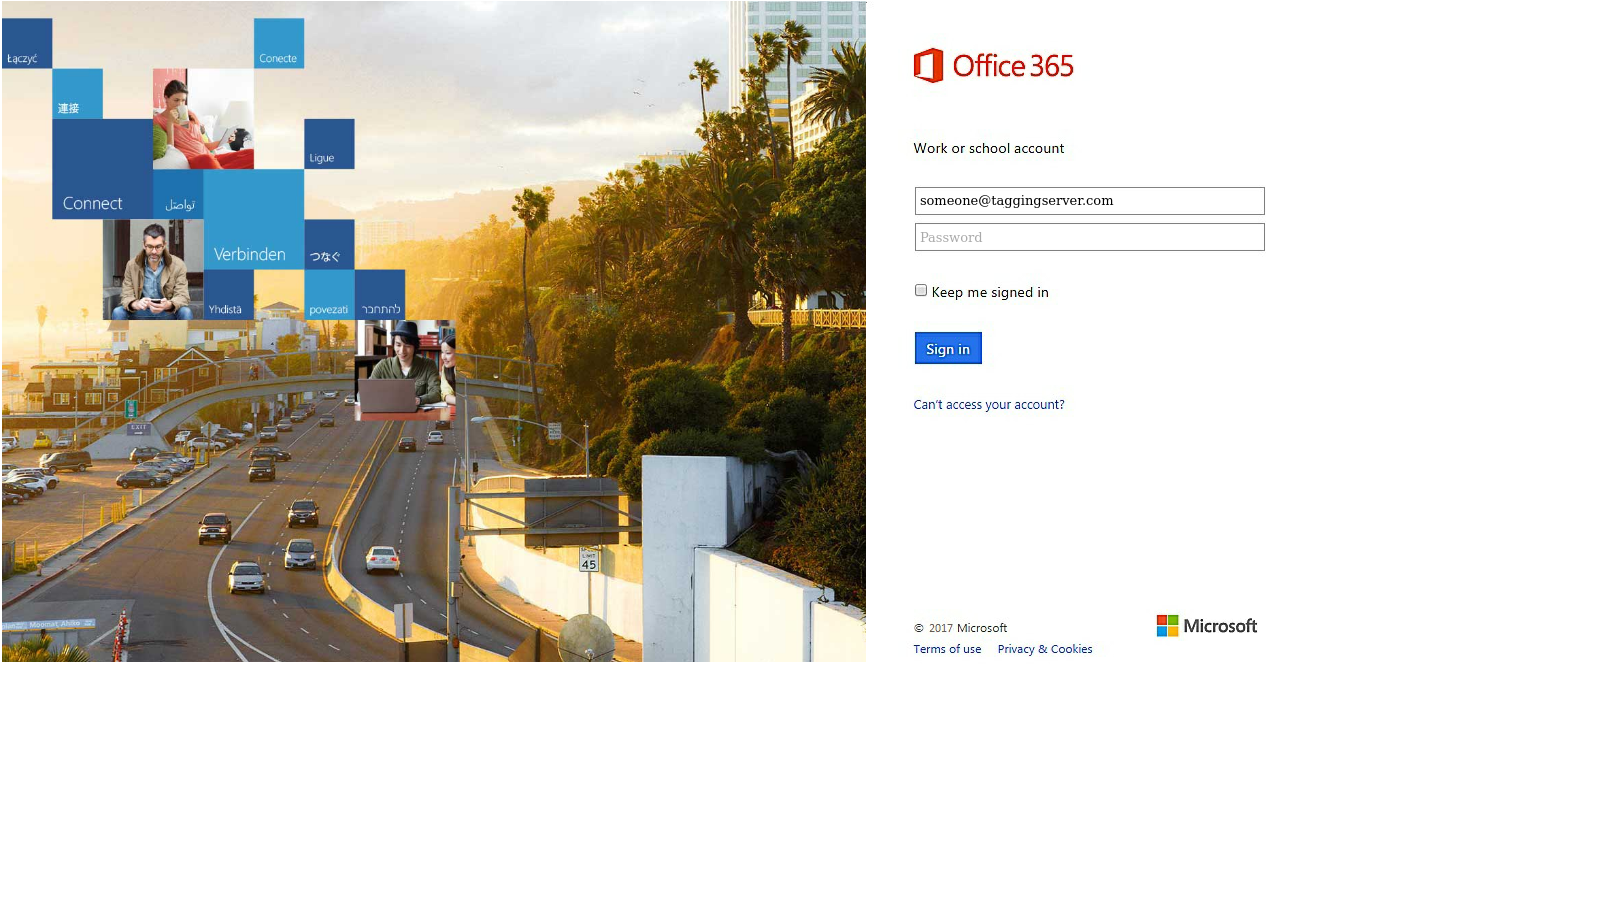 Łączyć
Conecte
連接
Ligue
Connect
تواصَل
Verbinden
つなぐ
Yhdistä
povezati
להתחבר
EXIT
LIMIT
45
Office 365
Work or school account
someone@taggingserver.com
Password
Keep me signed in
Sign in
Can't access your account?
© 2017 Microsoft
Microsoft
Terms of use Privacy & Cookies